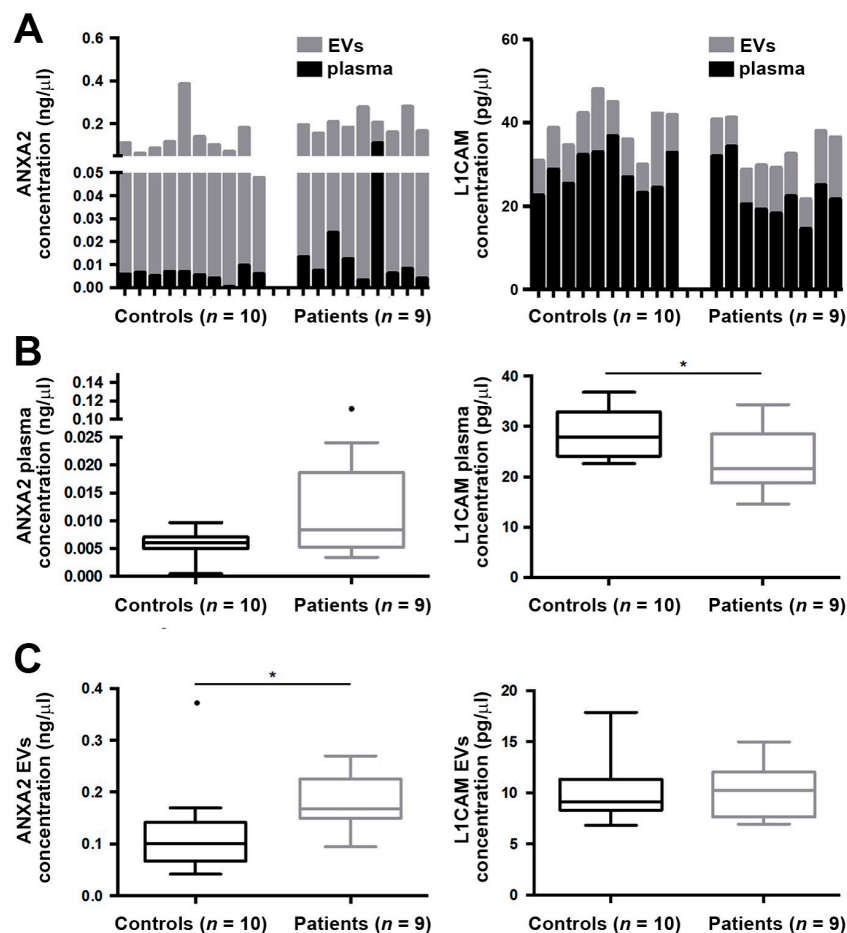 A
ANXA2
concentration (ng/μl)
0.6
0.4
0.2
0.05
0.04
0.03
0.02
0.01
0.00
EVs
plasma
Controls (n = 10)
Patients (n = 9)
L1CAM
concentration (pg/μl)
60
40
20
0
EVs
plasma
Controls (n = 10)
Patients (n = 9)
B
ANXA2 plasma
concentration (ng/μl)
0.14
0.12
0.10
0.025
0.020
0.015
0.010
0.005
0.000
Controls (n = 10)
Patients (n = 9)
L1CAM plasma
concentration (pg/μl)
40
30
20
10
0
*
Controls (n = 10)
Patients (n = 9)
C
ANXA2 EVs
concentration (ng/μl)
0.4
0.3
0.2
0.1
0.0
*
Controls (n = 10)
Patients (n = 9)
L1CAM EVs
concentration (pg/μl)
20
15
10
5
0
Controls (n = 10)
Patients (n = 9)